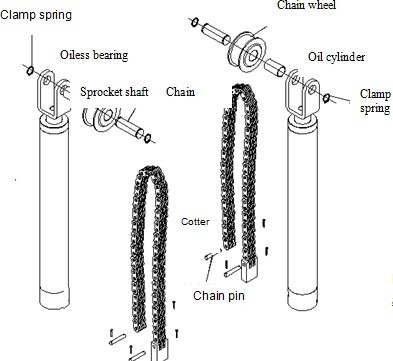 Chain wheel
Clamp spring
Oiless bearing
Oil cylinder
Sprocket shaft
Chain
Clamp
spring
Cotter
Chain pin